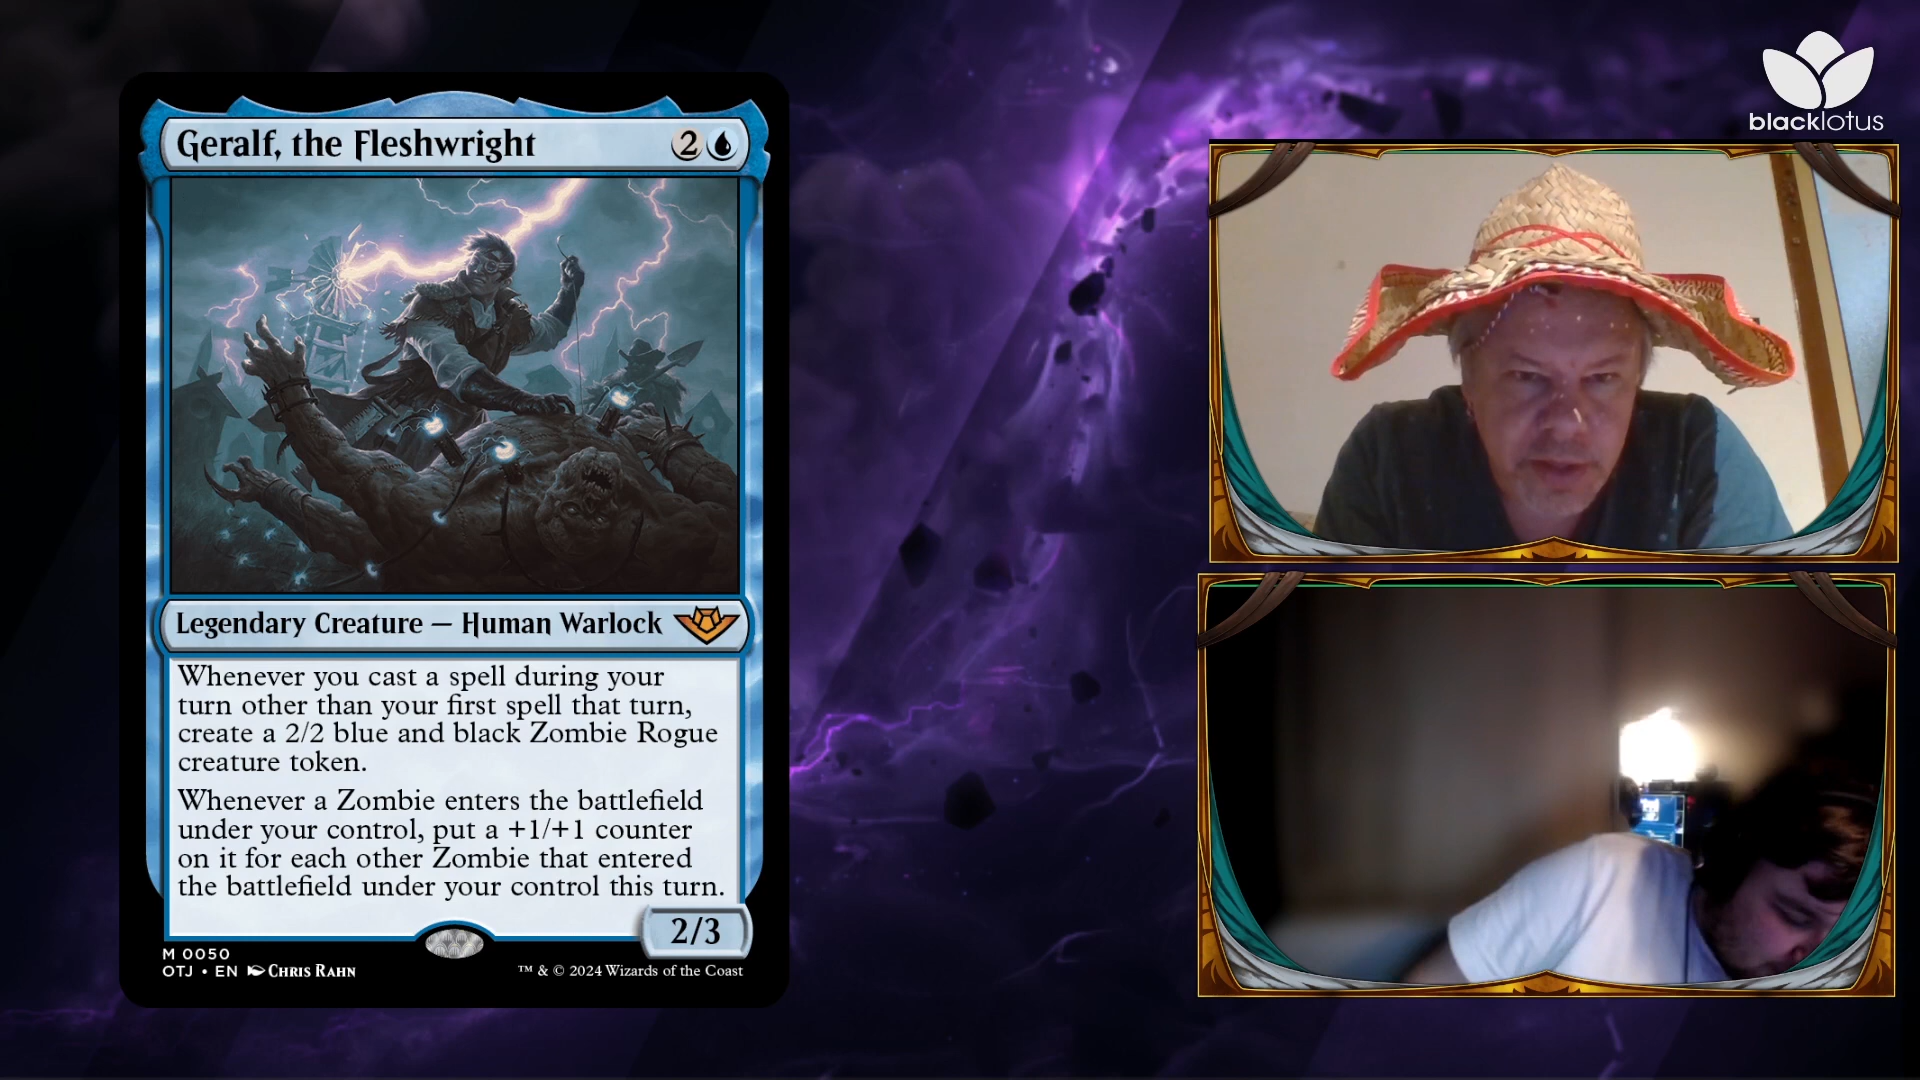 Geralf, the Fleshwright
2
Legendary Creature — Human Warlock
Whenever you cast a spell during your
turn other than your first spell that turn,
create a 2/2 blue and black Zombie Rogue
creature token.
Whenever a Zombie enters the battlefield
under your control, put a +1/+1 counter
on it for each other Zombie that entered
the battlefield under your control this turn.
2/3
M 0050
OTJ • EN CHRIS RAHN
™ & © 2024 Wizards of the Coast
blacklotus